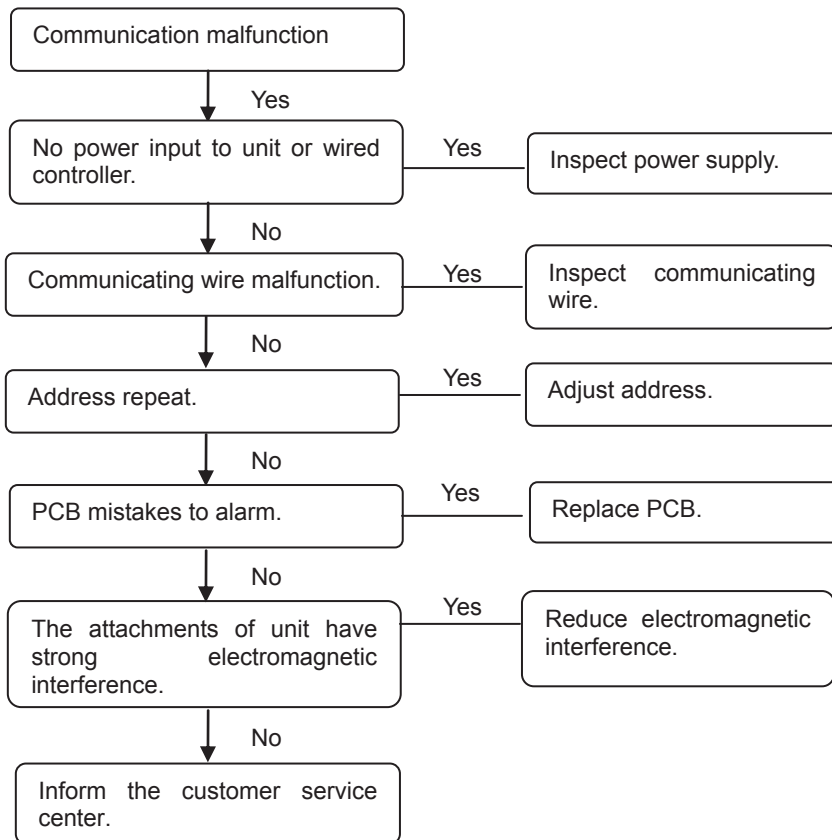 Communication malfunction
Yes
No power input to unit or wired
controller.
Yes
Inspect power supply.
No
Communicating wire malfunction.
Yes
Inspect communicating
wire.
No
Address repeat.
Yes
Adjust address.
No
PCB mistakes to alarm.
Yes
Replace PCB.
No
The attachments of unit have
strong electromagnetic
interference.
Yes
Reduce electromagnetic
interference.
No
Inform the customer service
center.